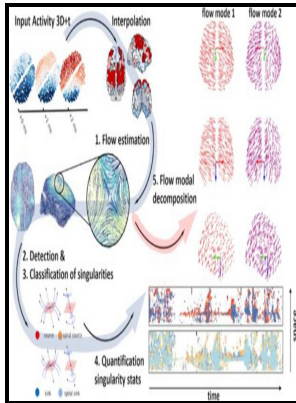 Input Activity 3D+t
Interpolation
flow mode 1
flow mode 2
1. Flow estimation
5. Flow modal
decomposition
2. Detection &
3. Classification of singularities
4. Quantification
singularity stats
space
time